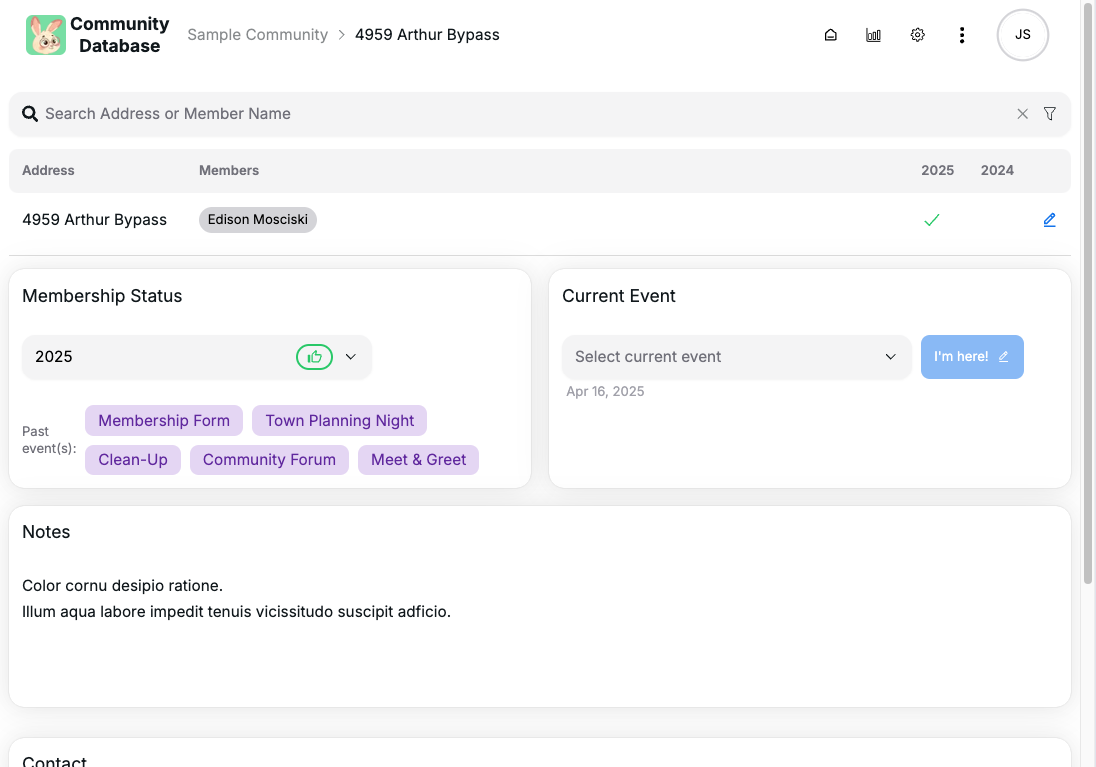 Community
Database
Sample Community > 4959 Arthur Bypass
JS
Search Address or Member Name
Address Members 2025 2024
4959 Arthur Bypass Edison Mosciski
Membership Status
2025
Past
event(s):
Membership Form Town Planning Night
Clean-Up Community Forum Meet & Greet
Current Event
Select current event I'm here!
Apr 16, 2025
Notes
Color cornu desipio ratione.
Illum aqua labore impedit tenuis vicissitudo suscipit adficio.
Contact